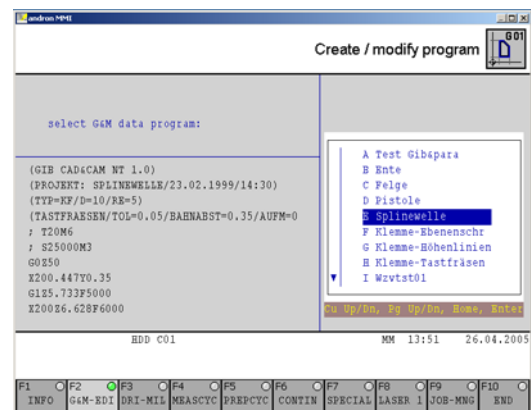 andron MMI
Create / modify program
G01
select G&M data program:
(GIB CAD&CAM NT 1.0)
(PROJEKT: SPLINEWELLE/23.02.1999/14:30)
(TYP=KF/D=10/RE=5)
(TASTFRAESEN/TOL=0.05/BAHNABST=0.35/AUFM=0
; T20M6
; S25000M3
G0Z50
X200.447Y0.35
G1Z5.733F5000
X200Z6.628F6000
A Test Gib&para
B Ente
C Felge
D Pistole
E Splinewelle
F Klemme-Ebenenschr
G Klemme-Höhenlinien
H Klemme-Tastfräsen
I Wzvtst01
Cu Up/Dn, Pg Up/Dn, Home, Enter
HDD C01
MM 13:51 26.04.2005
F1 F2 F3 F4 F5 F6 F7 F8 F9 F10
INFO G&M-EDI DRI-MIL MEASCYC PREPCYC CONTIN SPECIAL LASER 1 JOB-MNG END